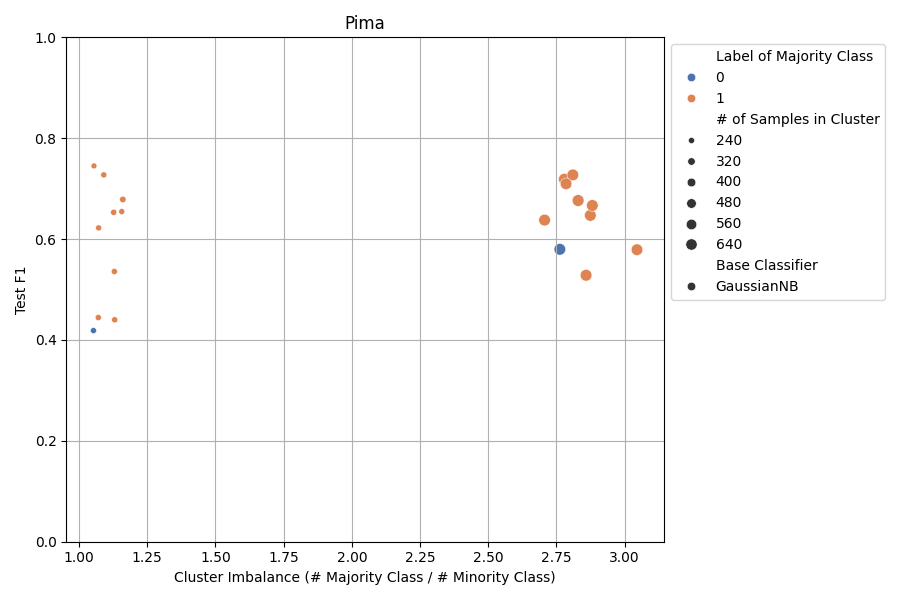 Pima
1.0
0.8
0.6
0.4
0.2
0.0
Test F1
1.00 1.25 1.50 1.75 2.00 2.25 2.50 2.75 3.00
Cluster Imbalance (# Majority Class / # Minority Class)
Label of Majority Class
0
1
# of Samples in Cluster
240
320
400
480
560
640
Base Classifier
GaussianNB